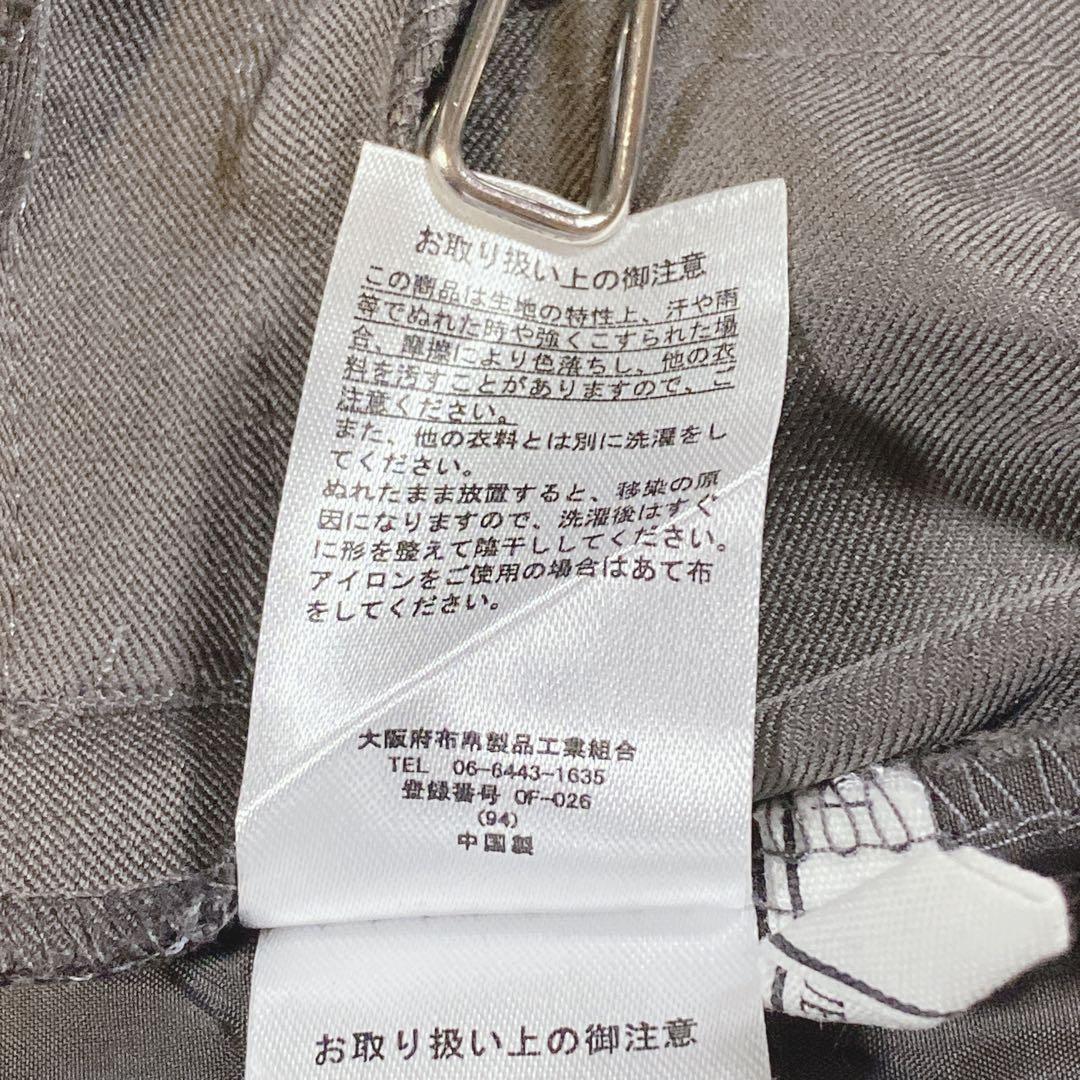 お取り扱い上の御注意
この商品は生地の特性上、汗や雨
等でぬれた時や強くこすられた場
合、摩擦により色落ちし、他の衣
料を汚すことがありますので、ご
注意ください。
また、他の衣料とは別に洗濯をし
てください。
ぬれたまま放置すると、移染の原
因になりますので、洗濯後はすぐ
に形を整えて陰干ししてください。
アイロンをご使用の場合はあて布
をしてください。
大阪府布帛製品工業組合
TEL 06-6443-1635
登録番号 OF-026
(94)
中国製
お取り扱い上の御注意